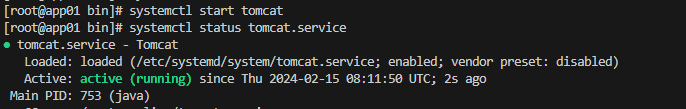 [root@app01 bin]# systemctl start tomcat
[root@app01 bin]# systemctl status tomcat.service
● tomcat.service - Tomcat
Loaded: loaded (/etc/systemd/system/tomcat.service; enabled; vendor preset: disabled)
Active: active (running) since Thu 2024-02-15 08:11:50 UTC; 2s ago
Main PID: 753 (java)